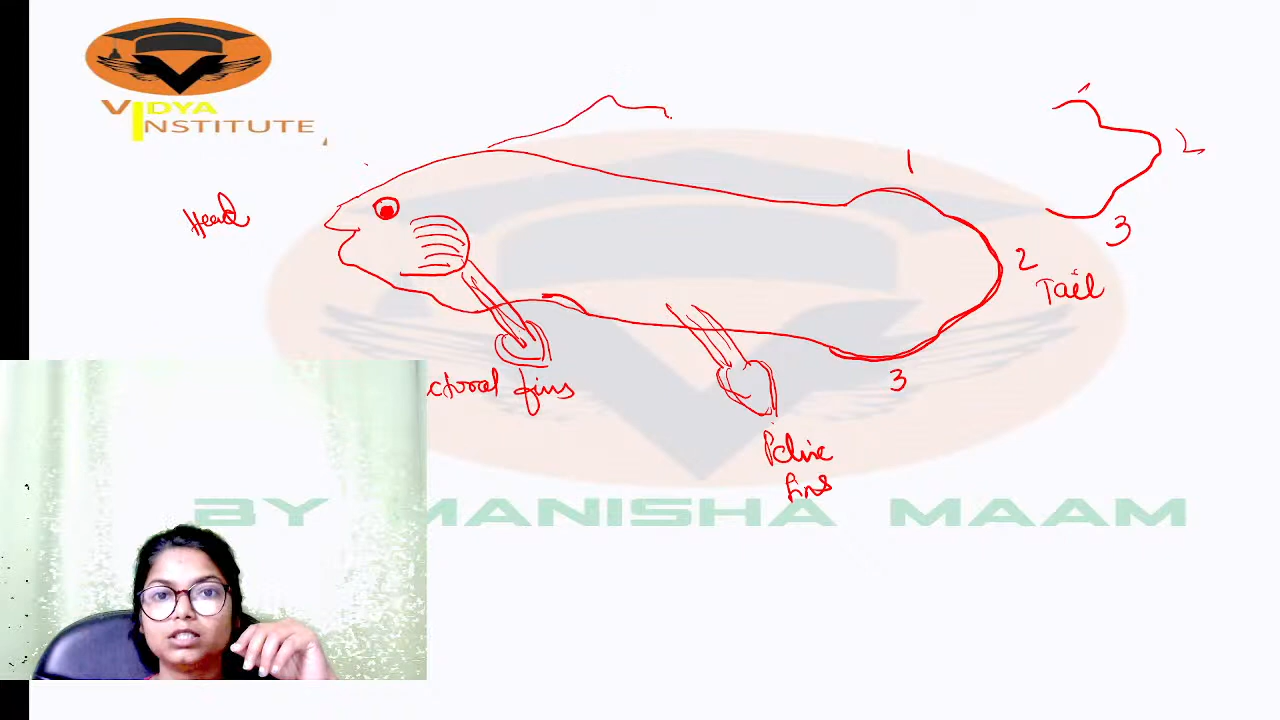 VIDYA
INSTITUTE
1
2
3
Head
1
2
Tail
3
ctoral fins
Pelvic
fins
BY MANISHA MAAM